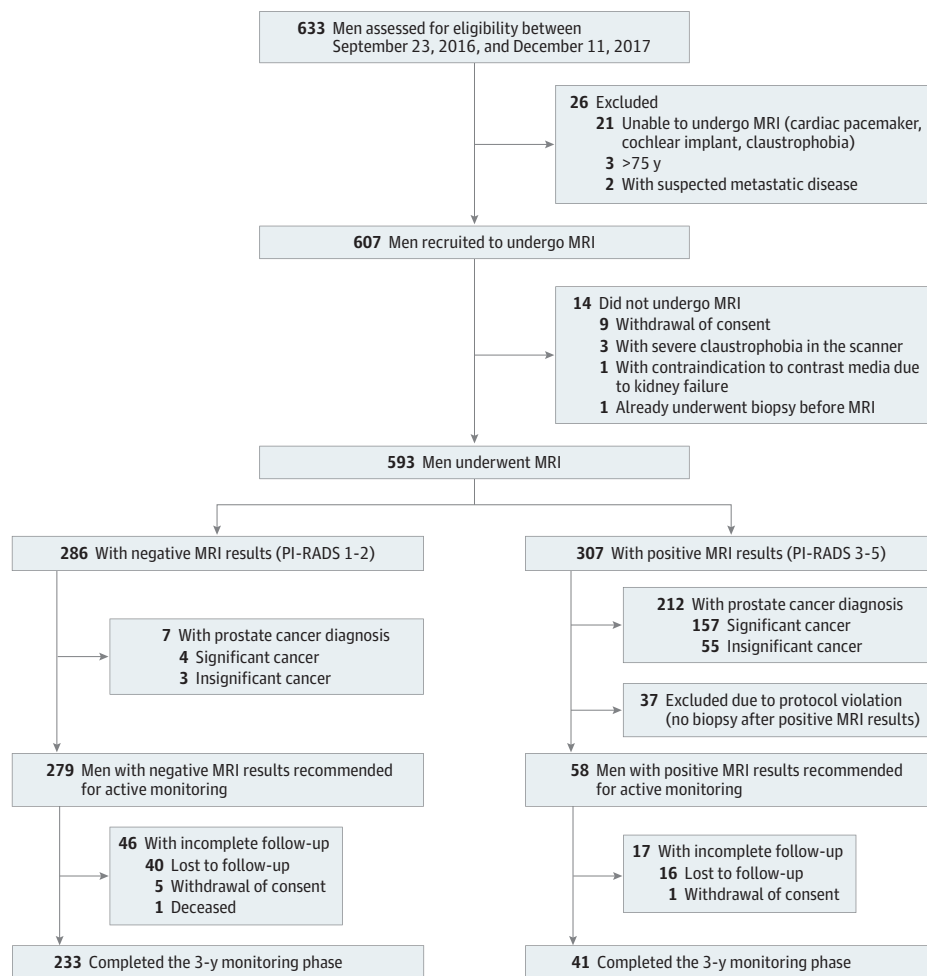 633 Men assessed for eligibility between
September 23, 2016, and December 11, 2017
26 Excluded
21 Unable to undergo MRI (cardiac pacemaker,
cochlear implant, claustrophobia)
3 >75 y
2 With suspected metastatic disease
607 Men recruited to undergo MRI
14 Did not undergo MRI
9 Withdrawal of consent
3 With severe claustrophobia in the scanner
1 With contraindication to contrast media due
to kidney failure
1 Already underwent biopsy before MRI
593 Men underwent MRI
286 With negative MRI results (PI-RADS 1-2)
307 With positive MRI results (PI-RADS 3-5)
7 With prostate cancer diagnosis
4 Significant cancer
3 Insignificant cancer
212 With prostate cancer diagnosis
157 Significant cancer
55 Insignificant cancer
37 Excluded due to protocol violation
(no biopsy after positive MRI results)
279 Men with negative MRI results recommended
for active monitoring
58 Men with positive MRI results recommended
for active monitoring
46 With incomplete follow-up
40 Lost to follow-up
5 Withdrawal of consent
1 Deceased
17 With incomplete follow-up
16 Lost to follow-up
1 Withdrawal of consent
233 Completed the 3-y monitoring phase
41 Completed the 3-y monitoring phase